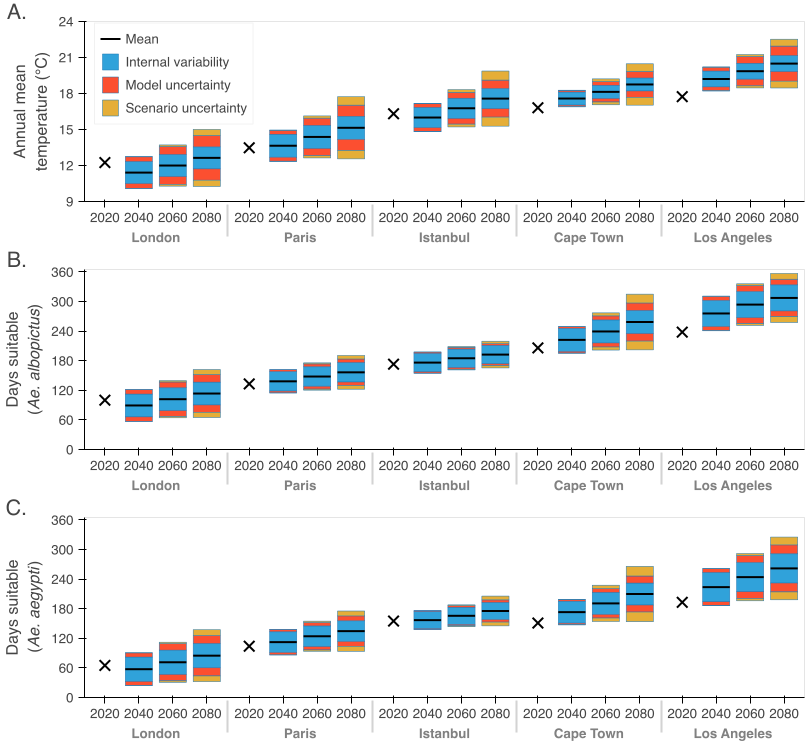 A.
Annual mean
temperature (°C)
24
21
18
15
12
9
Mean
Internal variability
Model uncertainty
Scenario uncertainty
2020 2040 2060 2080 2020 2040 2060 2080 2020 2040 2060 2080 2020 2040 2060 2080 2020 2040 2060 2080
London Paris Istanbul Cape Town Los Angeles
B.
Days suitable
(Ae. albopictus)
360
300
240
180
120
60
0
2020 2040 2060 2080 2020 2040 2060 2080 2020 2040 2060 2080 2020 2040 2060 2080 2020 2040 2060 2080
London Paris Istanbul Cape Town Los Angeles
C.
Days suitable
(Ae. aegypti)
360
300
240
180
120
60
0
2020 2040 2060 2080 2020 2040 2060 2080 2020 2040 2060 2080 2020 2040 2060 2080 2020 2040 2060 2080
London Paris Istanbul Cape Town Los Angeles